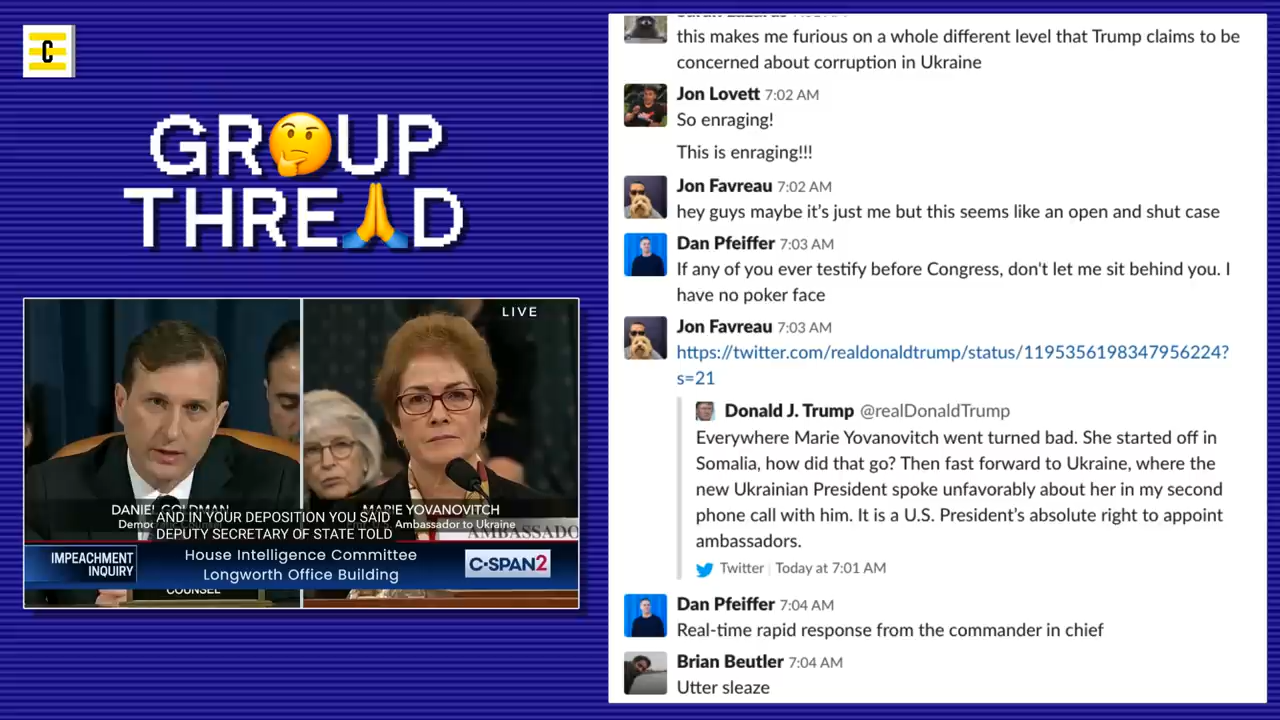 C
GR UP
THRE D
LIVE
DANIEL GOLDMAN
MARIE YOVANOVITCH
Ambassador to Ukraine
AND IN YOUR DEPOSITION YOU SAID
DEPUTY SECRETARY OF STATE TOLD
AMBASSADO
IMPEACHMENT
INQUIRY
House Intelligence Committee
Longworth Office Building
C-SPAN2
COUNSEL
this makes me furious on a whole different level that Trump claims to be
concerned about corruption in Ukraine
Jon Lovett 7:02 AM
So enraging!
This is enraging!!!
Jon Favreau 7:02 AM
hey guys maybe it's just me but this seems like an open and shut case
Dan Pfeiffer 7:03 AM
If any of you ever testify before Congress, don't let me sit behind you. I
have no poker face
Jon Favreau 7:03 AM
https://twitter.com/realdonaldtrump/status/1195356198347956224?
s=21
Donald J. Trump @realDonaldTrump
Everywhere Marie Yovanovitch went turned bad. She started off in
Somalia, how did that go? Then fast forward to Ukraine, where the
new Ukrainian President spoke unfavorably about her in my second
phone call with him. It is a U.S. President's absolute right to appoint
ambassadors.
Twitter | Today at 7:01 AM
Dan Pfeiffer 7:04 AM
Real-time rapid response from the commander in chief
Brian Beutler 7:04 AM
Utter sleaze